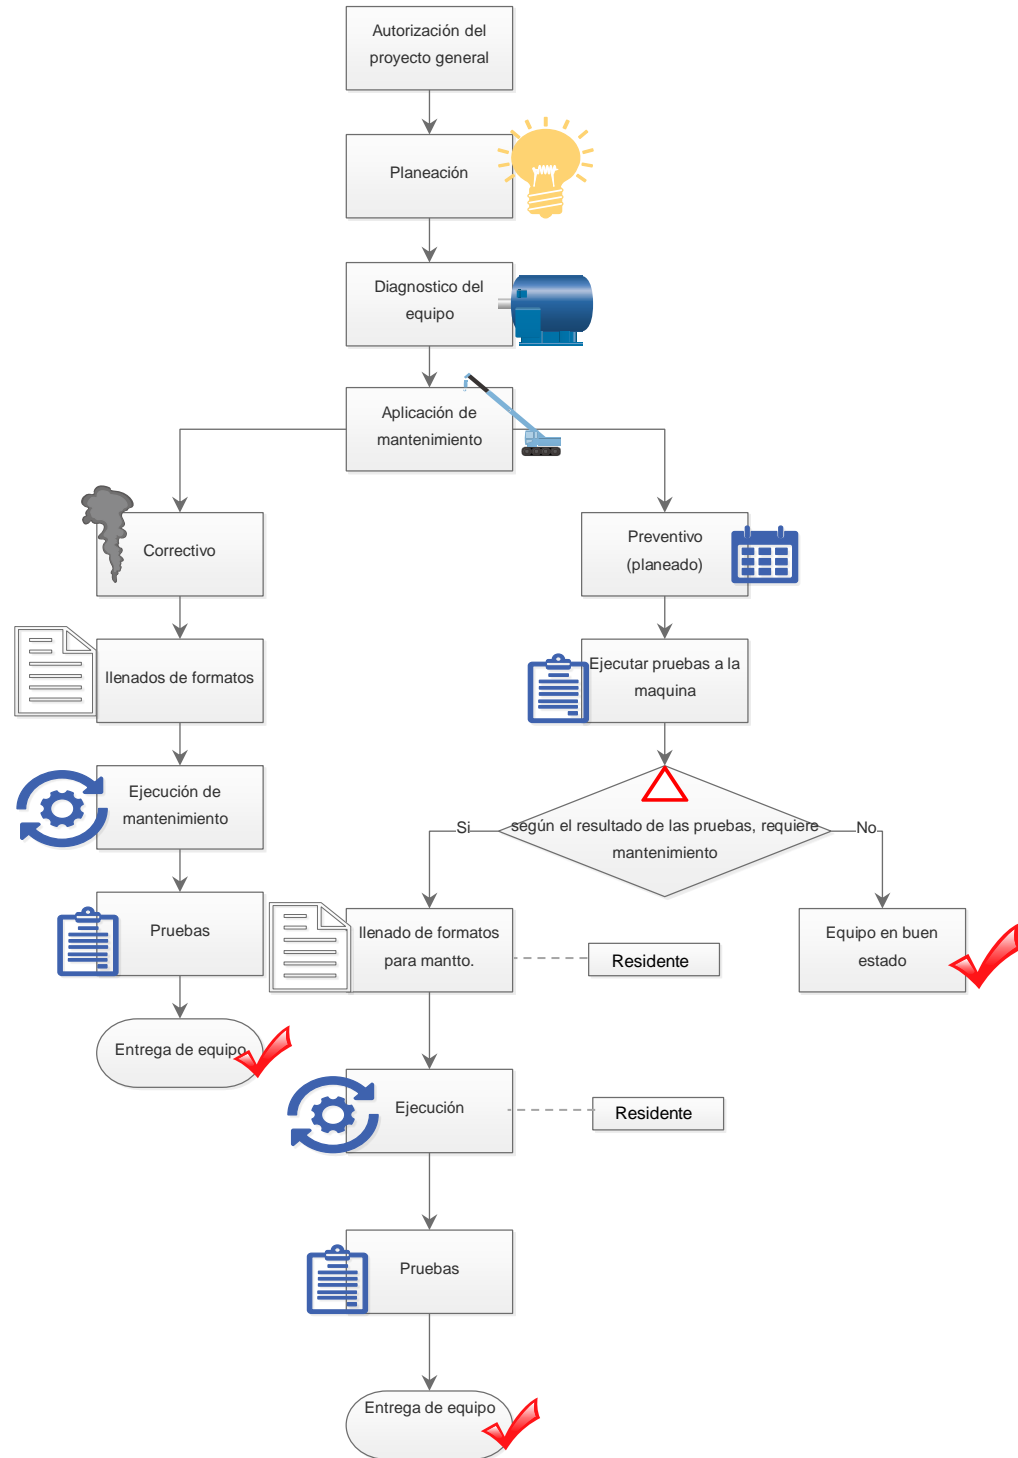 Autorización del
proyecto general
Planeación
Diagnostico del
equipo
Aplicación de
mantenimiento
Correctivo
Preventivo
(planeado)
llenados de formatos
Ejecutar pruebas a la
maquina
Ejecución de
mantenimiento
según el resultado de las pruebas, requiere
mantenimiento
Si
No
Pruebas
llenado de formatos
para mantto.
Residente
Equipo en buen
estado
Entrega de equipo
Ejecución
Residente
Pruebas
Entrega de equipo